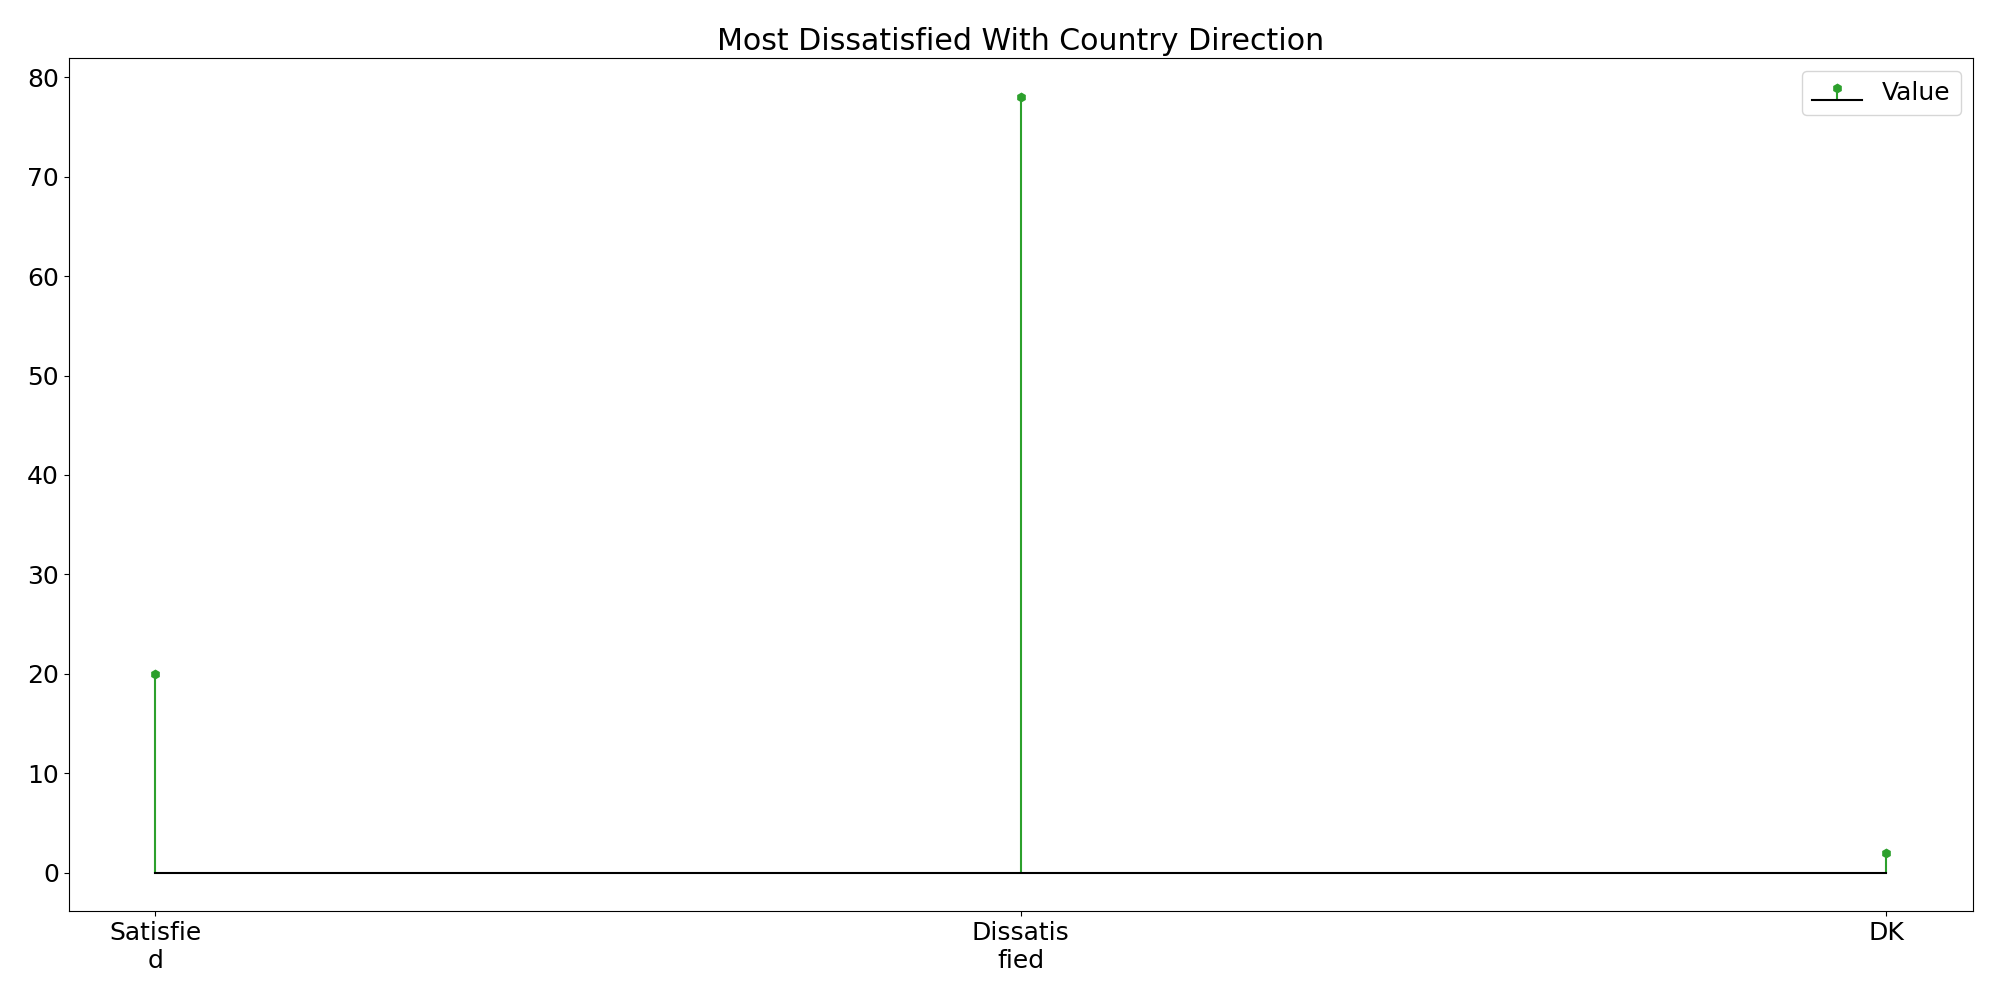 Most Dissatisfied With Country Direction
Value
80
70
60
50
40
30
20
10
0
Satisfie
d
Dissatis
fied
DK